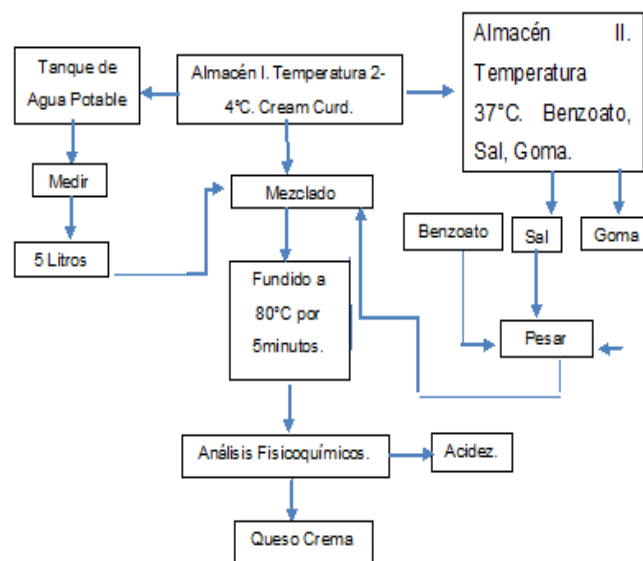 Tanque de
Agua Potable
Almacén I. Temperatura 2-
4ºC. Cream Curd.
Almacén II.
Temperatura
37°C. Benzoato,
Sal, Goma.
Medir
Mezclado
5 Litros
Benzoato
Sal
Goma
Fundido a
80°C por
5minutos.
Pesar
Análisis Fisicoquímicos.
Acidez.
Queso Crema